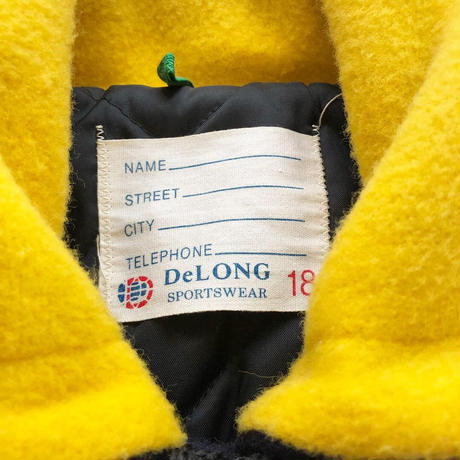 NAME
STREET
CITY
TELEPHONE
DeLONG 18
SPORTSWEAR